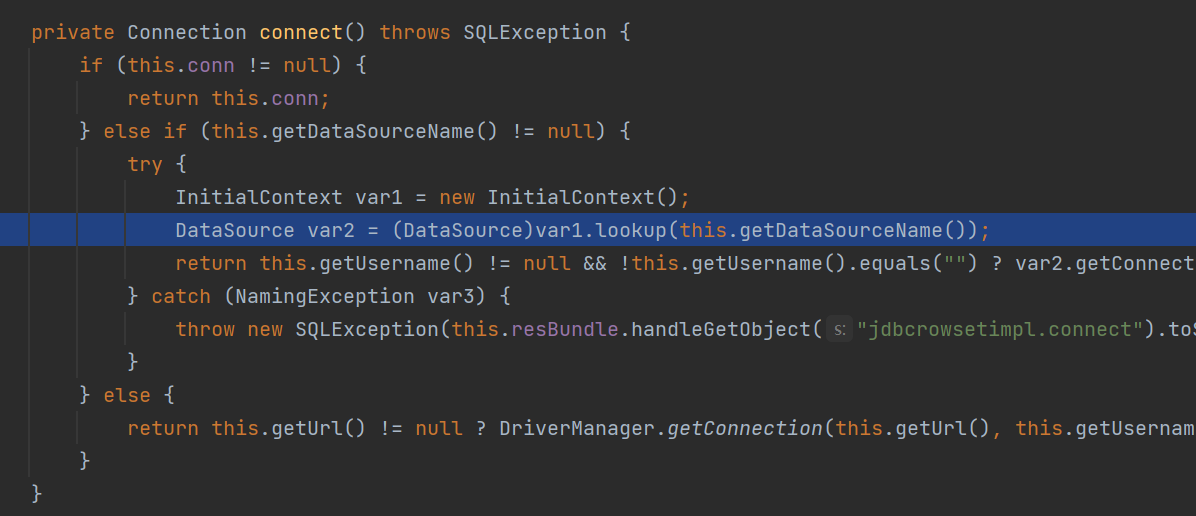 private Connection connect() throws SQLException {
if (this.conn != null) {
return this.conn;
} else if (this.getDataSourceName() != null) {
try {
InitialContext var1 = new InitialContext();
DataSource var2 = (DataSource)var1.lookup(this.getDataSourceName());
return this.getUsername() != null && !this.getUsername().equals("") ? var2.getConnect
} catch (NamingException var3) {
throw new SQLException(this.resBundle.handleGetObject( s: "jdbcrowsetimpl.connect").toS
}
} else {
return this.getUrl() != null ? DriverManager.getConnection(this.getUrl(), this.getUsernam
}
}